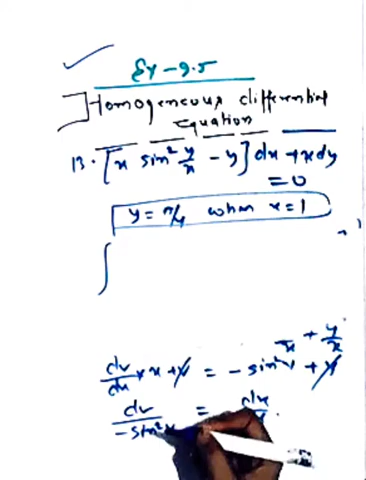 Ex-9.5
Homogeneous differential
Equation
13. [x sin² y/x - y] dx + x dy
= 0
y = π/4 when x = 1
+ y/x
dv/dx × x + v = - sin² v + v
dv/-sin² v = dx